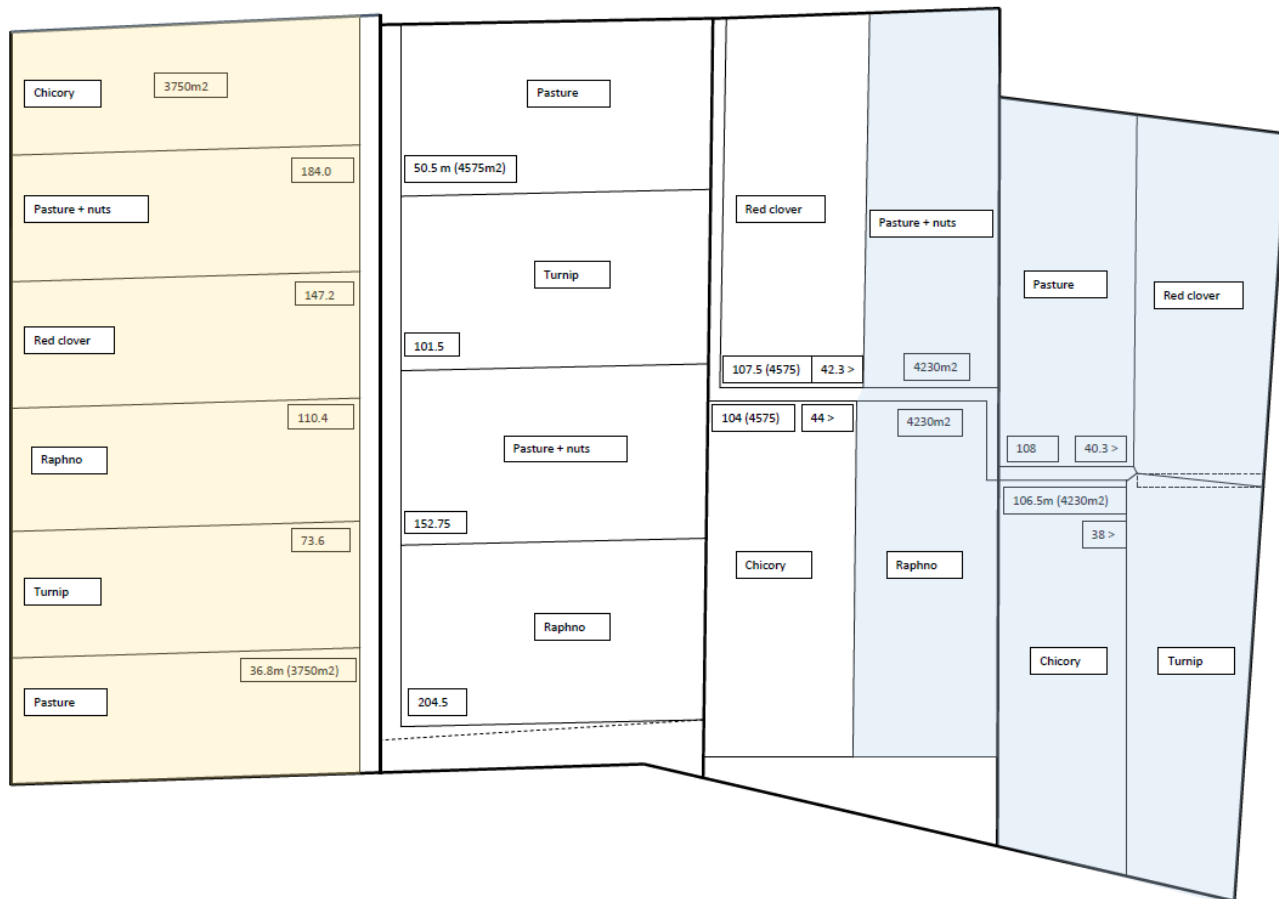 Chicory
3750m2
184.0
Pasture + nuts
147.2
Red clover
110.4
Raphno
73.6
Turnip
36.8m (3750m2)
Pasture
Pasture
50.5 m (4575m2)
Turnip
101.5
Pasture + nuts
152.75
Raphno
204.5
Red clover
107.5 (4575)
42.3 >
104 (4575)
44 >
Chicory
Pasture + nuts
4230m2
4230m2
Raphno
Pasture
108
40.3 >
106.5m (4230m2)
38 >
Chicory
Red clover
Turnip